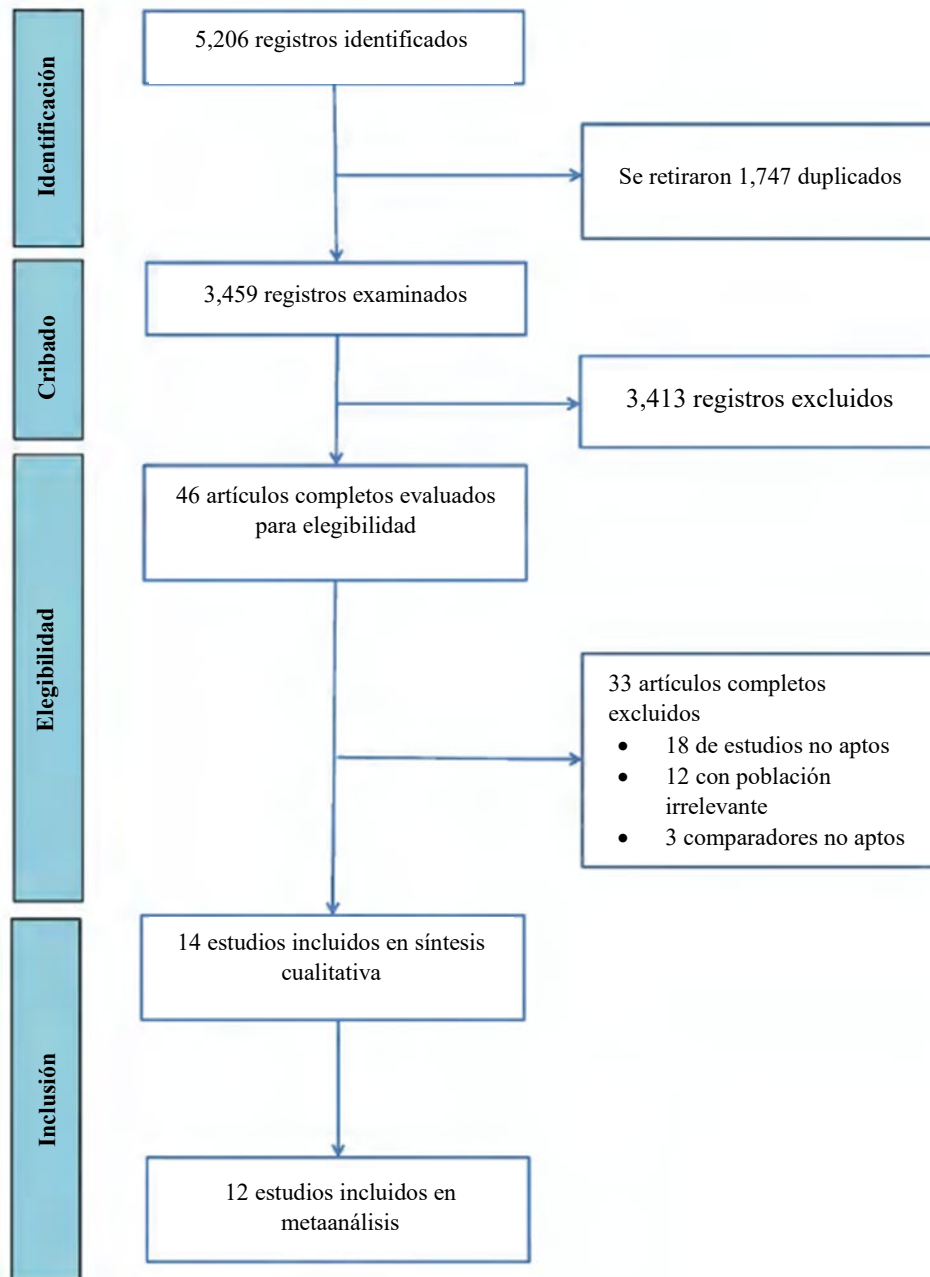 Identificación
5,206 registros identificados
Se retiraron 1,747 duplicados
Cribado
3,459 registros examinados
3,413 registros excluidos
Elegibilidad
46 artículos completos evaluados
para elegibilidad
33 artículos completos
excluidos
• 18 de estudios no aptos
• 12 con población
irrelevante
• 3 comparadores no aptos
Inclusión
14 estudios incluidos en síntesis
cualitativa
12 estudios incluidos en
metaanálisis